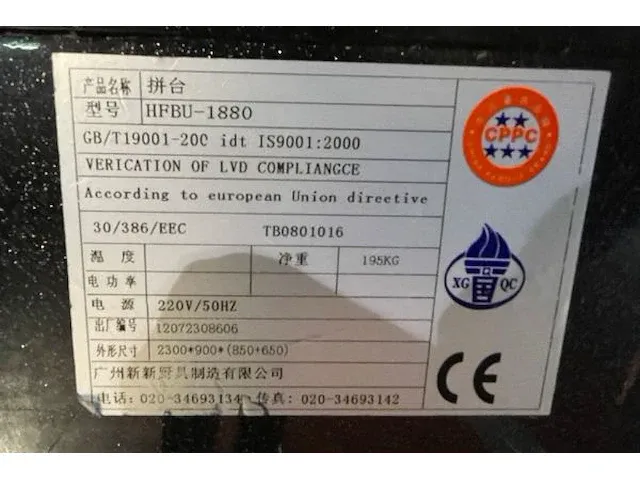 产品名称 拼台
型号 HFBU-1880
GB/T19001-200 idt IS9001:2000
VERICATION OF LVD COMPLIANGCE
According to european Union directive
30/386/EEC TB0801016
温度 净重 195KG
电功率
电源 220V/50HZ
出厂编号 12072308606
外形尺寸 2300*900*(850+650)
广州新新厨具制造有限公司
电话: 020-34693134 传真: 020-34693142
CPPC
XG QC
CE